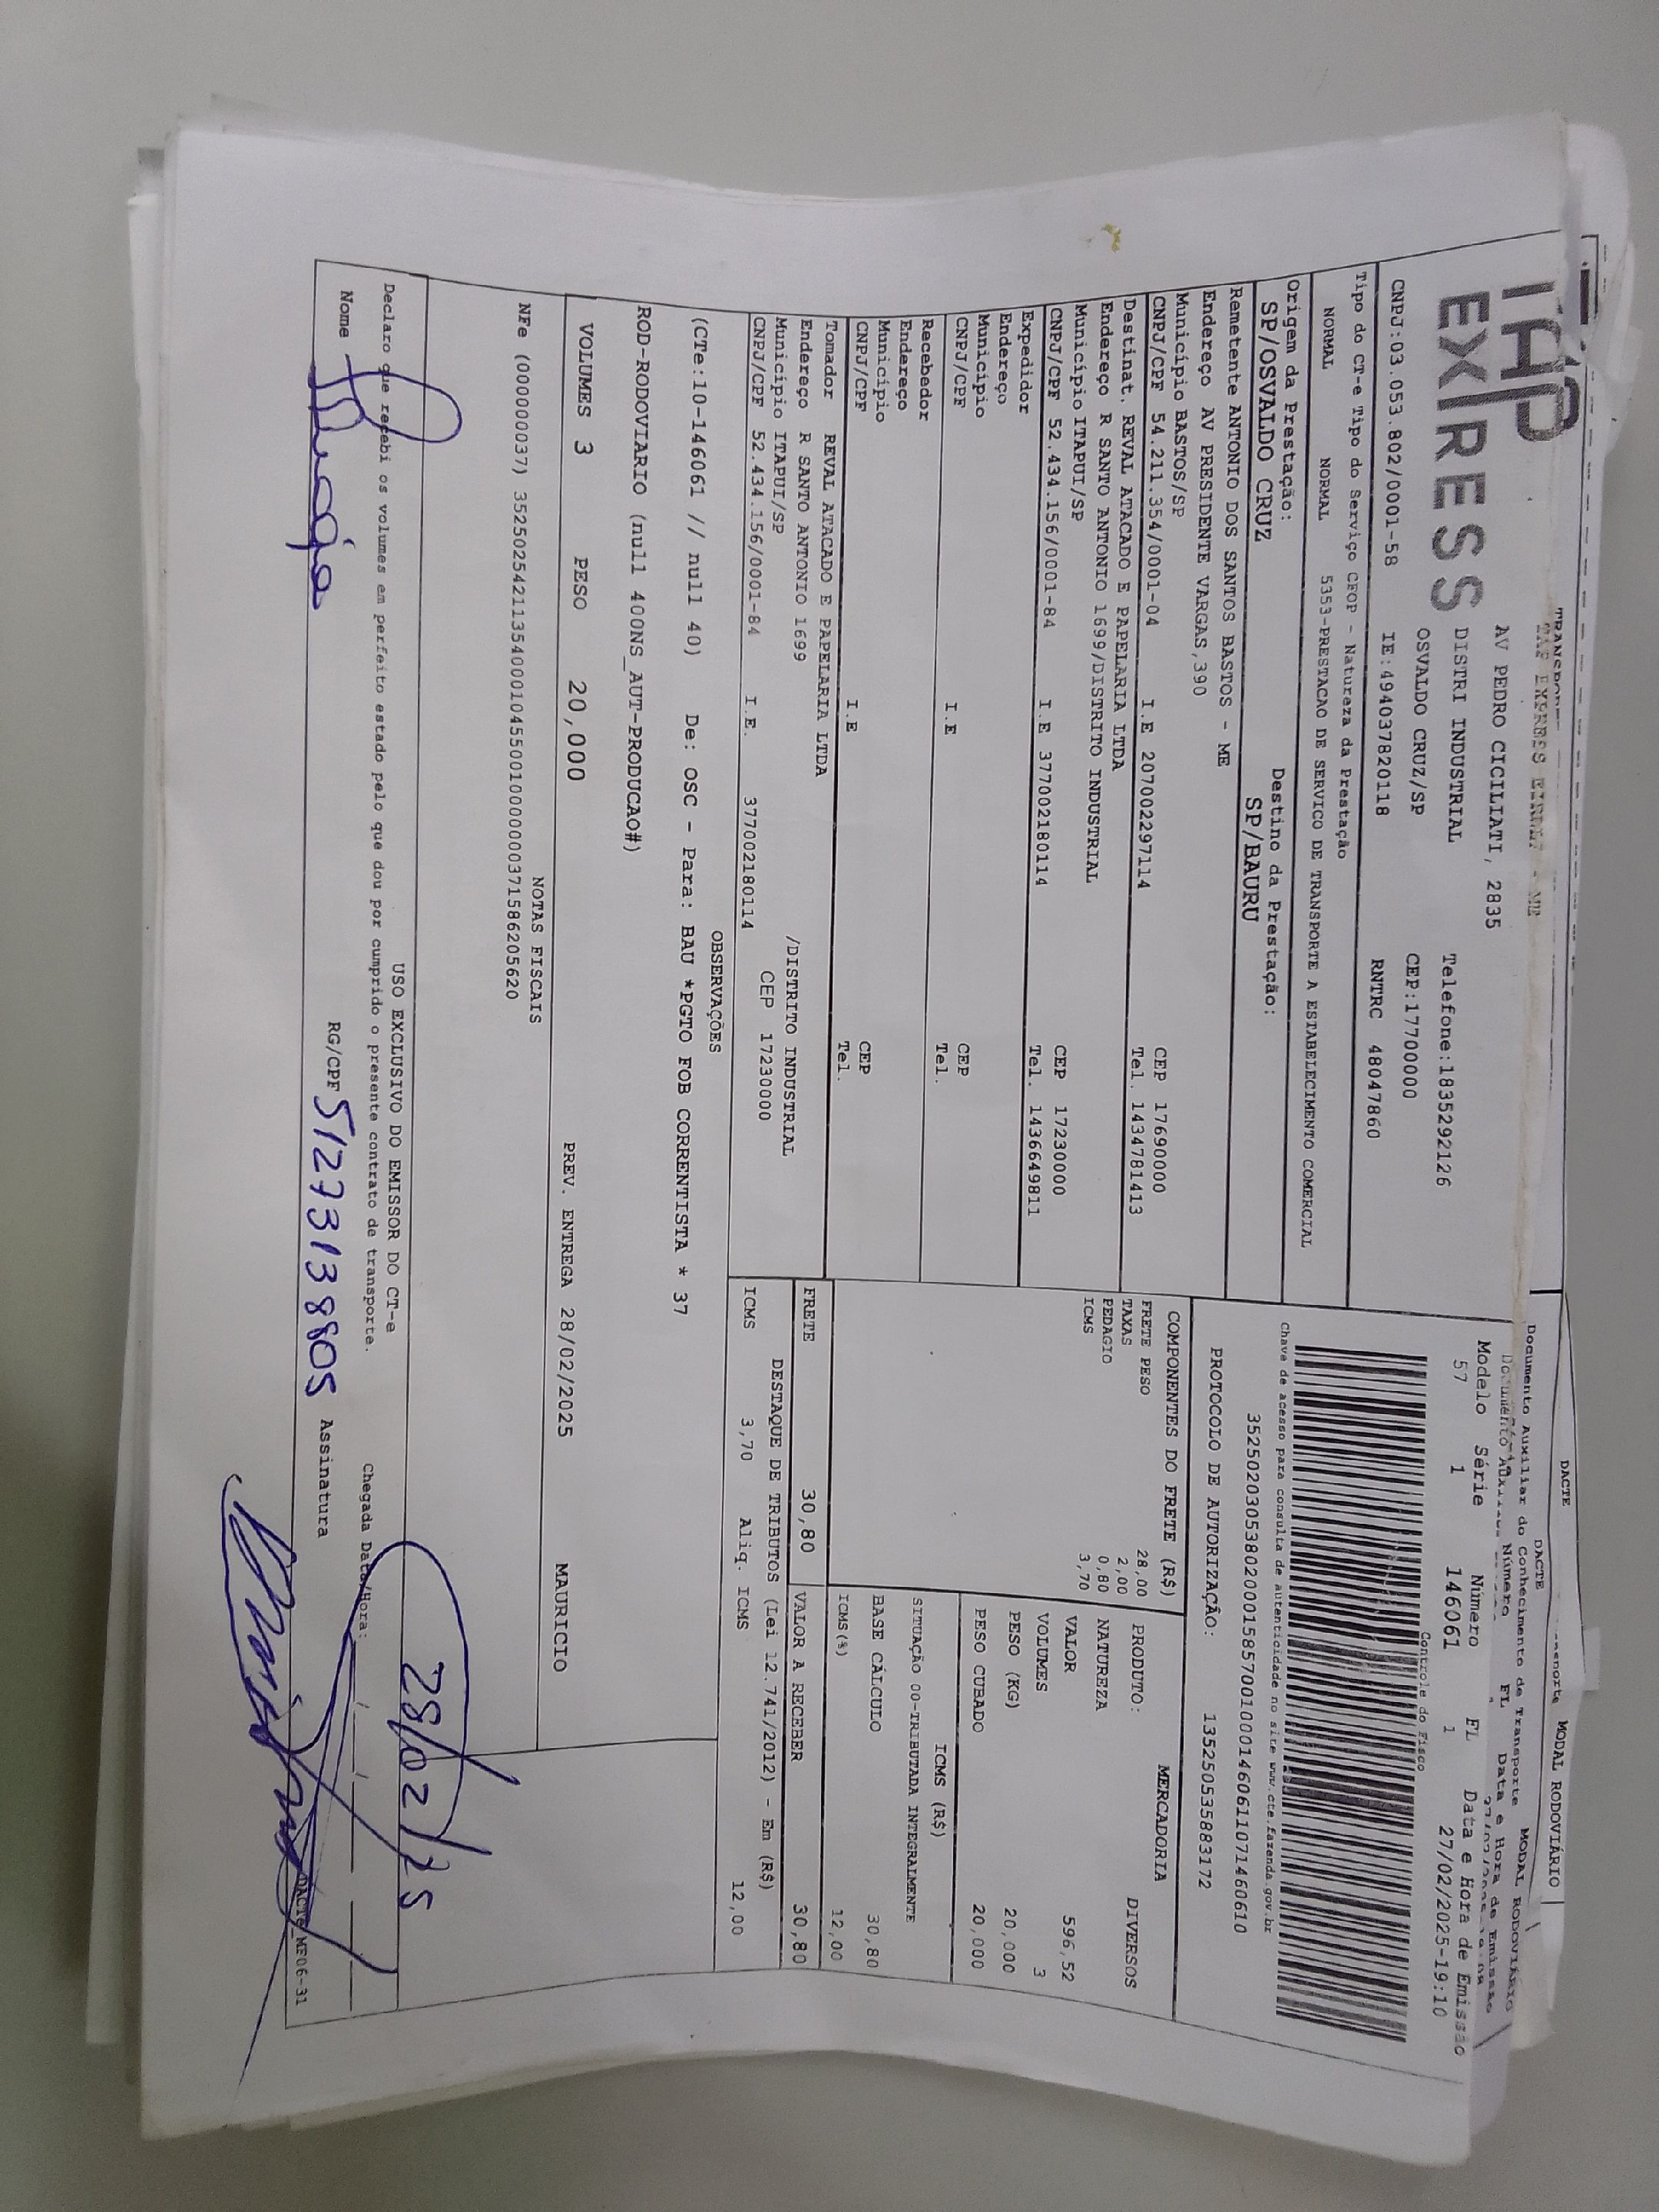 DACTE MODAL RODOVIÁRIO
DACTE MODAL RODOVIÁRIO
Documento Auxiliar do Conhecimento de Transporte
TAP
EXPRESS
AV PEDRO CICILIATI, 2835
DISTRI INDUSTRIAL Telefone:1835292126
OSVALDO CRUZ/SP CEP:17700000
CNPJ:03.053.802/0001-58 IE:494037820118 RNTRC 48047860
Modelo Série Número FL Data e Hora de Emissão
57 1 146061 1 27/02/2025-19:10
Controle do Fisco
Tipo do CT-e Tipo do Serviço CFOP - Natureza da Prestação
NORMAL NORMAL 5353-PRESTACAO DE SERVICO DE TRANSPORTE A ESTABELECIMENTO COMERCIAL
Chave de acesso para consulta de autenticidade no site www.cte.fazenda.gov.br
35250203053802000158570010001460611071460610
Origem da Prestação: Destino da Prestação:
SP/OSVALDO CRUZ SP/BAURU
PROTOCOLO DE AUTORIZAÇÃO: 135250535883172
Remetente ANTONIO DOS SANTOS BASTOS - ME
Endereço AV PRESIDENTE VARGAS,390
Município BASTOS/SP CEP 17690000
CNPJ/CPF 54.211.354/0001-04 I.E 207002297114 Tel. 1434781413
Destinat. REVAL ATACADO E PAPELARIA LTDA
Endereço R SANTO ANTONIO 1699/DISTRITO INDUSTRIAL
Município ITAPUI/SP CEP 17230000
CNPJ/CPF 52.434.156/0001-84 I.E 377002180114 Tel. 1436649811
Expedidor
Endereço
Município CEP
CNPJ/CPF I.E Tel.
Recebedor
Endereço
Município CEP
CNPJ/CPF I.E Tel.
Tomador REVAL ATACADO E PAPELARIA LTDA
Endereço R SANTO ANTONIO 1699 /DISTRITO INDUSTRIAL
Município ITAPUI/SP CEP 17230000
CNPJ/CPF 52.434.156/0001-84 I.E. 377002180114
COMPONENTES DO FRETE (R$)
FRETE PESO 28,00
TAXAS 2,00
PEDAGIO 0,80
ICMS 3,70
MERCADORIA
PRODUTO: DIVERSOS
NATUREZA
VALOR 596,52
VOLUMES 3
PESO (KG) 20,000
PESO CUBADO 20,000
ICMS (R$)
SITUAÇÃO 00-TRIBUTADA INTEGRALMENTE
BASE CÁLCULO 30,80
ICMS(%) 12,00
FRETE 30,80 VALOR A RECEBER 30,80
DESTAQUE DE TRIBUTOS (Lei 12.741/2012) - Em (R$)
ICMS 3,70 Aliq. ICMS 12,00
OBSERVAÇÕES
(CTe:10-146061 // null 40) De: OSC - Para: BAU *PGTO FOB CORRENTISTA * 37
ROD-RODOVIARIO (null 400NS_AUT-PRODUCAO#)
VOLUMES 3 PESO 20,000 PREV. ENTREGA 28/02/2025 MAURICIO
NOTAS FISCAIS
NFe (000000037) 35250254211354000104550010000000371586205620
USO EXCLUSIVO DO EMISSOR DO CT-e
Declaro que recebi os volumes em perfeito estado pelo que dou por cumprido o presente contrato de transporte.
Chegada Data/Hora: 28/02/25
Nome RG/CPF 51273138805 Assinatura
DACTE_MF06-31